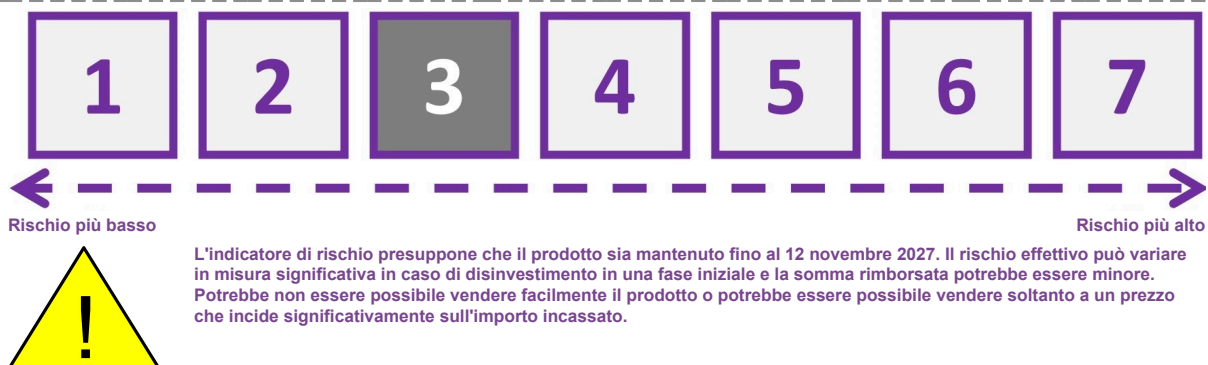 1 2 3 4 5 6 7
Rischio più basso Rischio più alto
L'indicatore di rischio presuppone che il prodotto sia mantenuto fino al 12 novembre 2027. Il rischio effettivo può variare
in misura significativa in caso di disinvestimento in una fase iniziale e la somma rimborsata potrebbe essere minore.
Potrebbe non essere possibile vendere facilmente il prodotto o potrebbe essere possibile vendere soltanto a un prezzo
che incide significativamente sull'importo incassato.
!